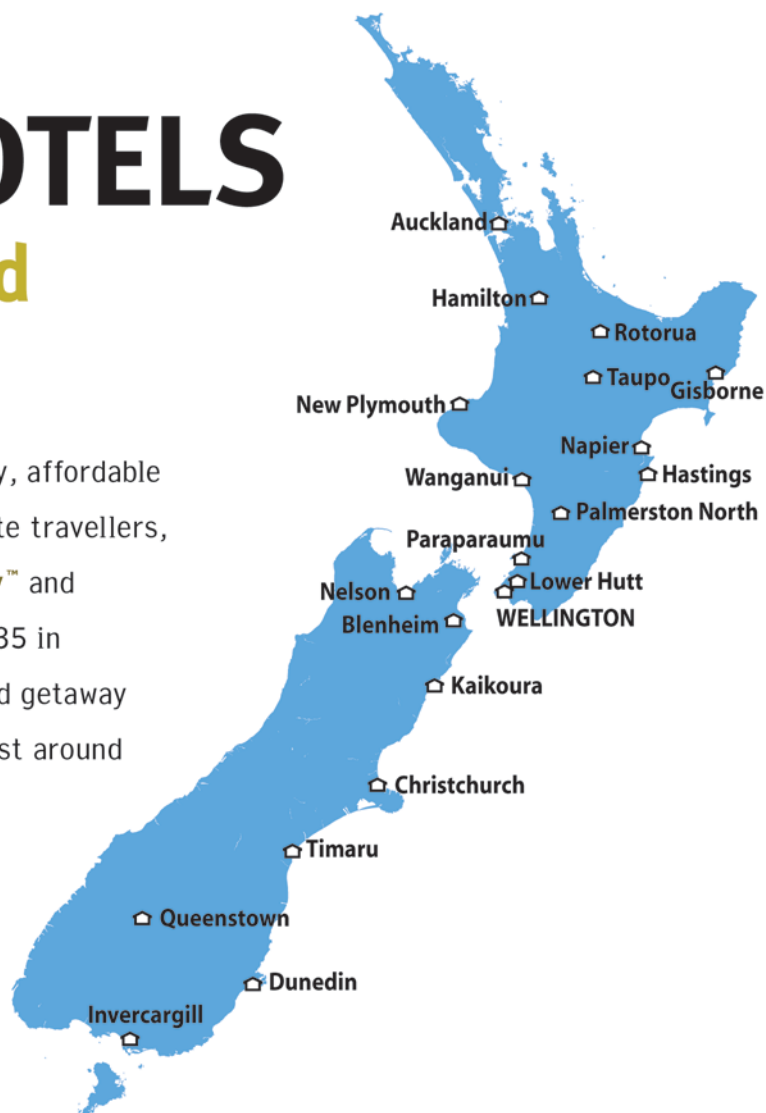 OTELS
d
y, affordable
te travellers,
y™ and
35 in
d getaway
st around
Auckland
Hamilton
Rotorua
Taupo
Gisborne
New Plymouth
Napier
Wanganui
Hastings
Palmerston North
Paraparaumu
Lower Hutt
Nelson
WELLINGTON
Blenheim
Kaikoura
Christchurch
Timaru
Queenstown
Dunedin
Invercargill